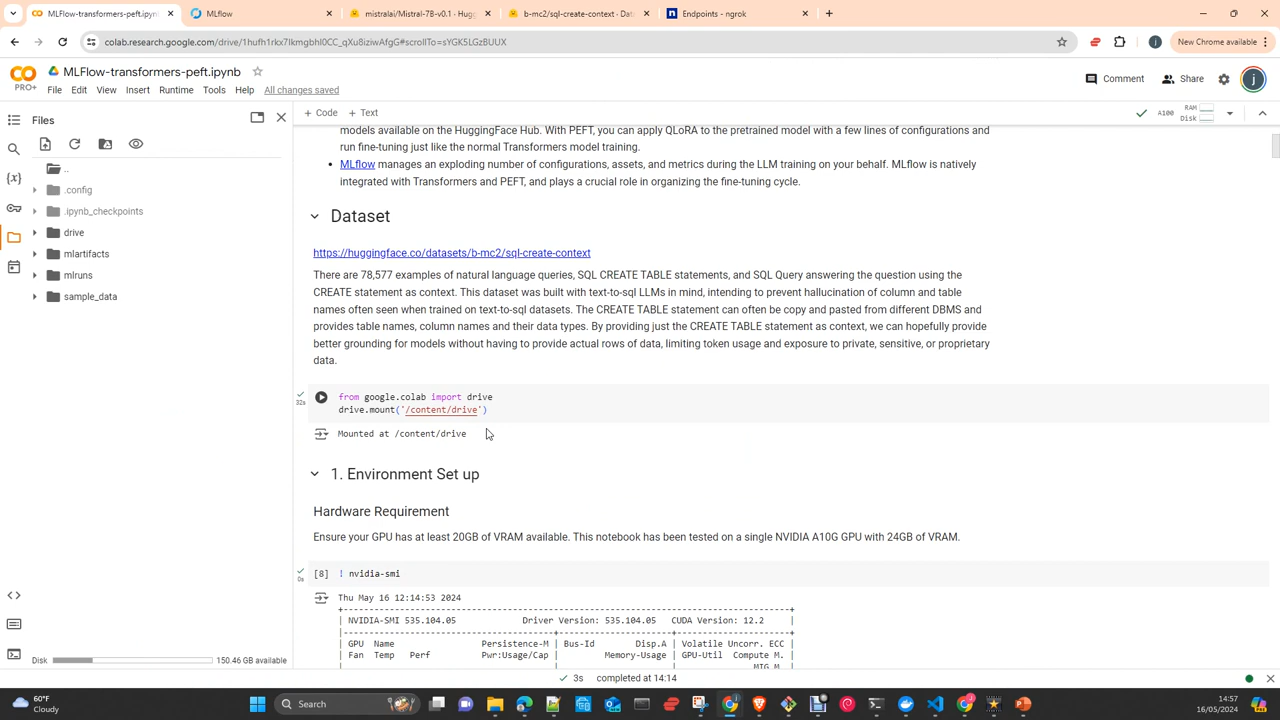 MLFlow-transformers-peft.ipynb
MLflow
mistralai/Mistral-7B-v0.1 - Hugg
b-mc2/sql-create-context - Dat
Endpoints - ngrok
colab.research.google.com/drive/
New Chrome available
PRO+
MLFlow-transformers-peft.ipynb
File Edit View Insert Runtime Tools Help All changes saved
Comment
Share
Files
+ Code + Text
A100
RAM
Disk
..
.config
.ipynb_checkpoints
drive
mlartifacts
mlruns
sample_data
models available on the HuggingFace Hub. With PEFT, you can apply QLoRA to the pretrained model with a few lines of configurations and
run fine-tuning just like the normal Transformers model training.
MLflow manages an exploding number of configurations, assets, and metrics during the LLM training on your behalf. MLflow is natively
integrated with Transformers and PEFT, and plays a crucial role in organizing the fine-tuning cycle.
Dataset
https://huggingface.co/datasets/b-mc2/sql-create-context
There are 78,577 examples of natural language queries, SQL CREATE TABLE statements, and SQL Query answering the question using the
CREATE statement as context. This dataset was built with text-to-sql LLMs in mind, intending to prevent hallucination of column and table
names often seen when trained on text-to-sql datasets. The CREATE TABLE statement can often be copy and pasted from different DBMS and
provides table names, column names and their data types. By providing just the CREATE TABLE statement as context, we can hopefully provide
better grounding for models without having to provide actual rows of data, limiting token usage and exposure to private, sensitive, or proprietary
data.
32s
from google.colab import drive
drive.mount('/content/drive')
Mounted at /content/drive
1. Environment Set up
Hardware Requirement
Ensure your GPU has at least 20GB of VRAM available. This notebook has been tested on a single NVIDIA A10G GPU with 24GB of VRAM.
0s
[8] ! nvidia-smi
Thu May 16 12:14:53 2024
+---------------------------------------------------------------------------------------+
| NVIDIA-SMI 535.104.05 Driver Version: 535.104.05 CUDA Version: 12.2 |
|-----------------------------------------+----------------------+----------------------+
| GPU Name Persistence-M | Bus-Id Disp.A | Volatile Uncorr. ECC |
| Fan Temp Perf Pwr:Usage/Cap | Memory-Usage | GPU-Util Compute M. |
| | | MIG M. |
Disk
150.46 GB available
3s completed at 14:14
60°F
Cloudy
Search
14:57
16/05/2024